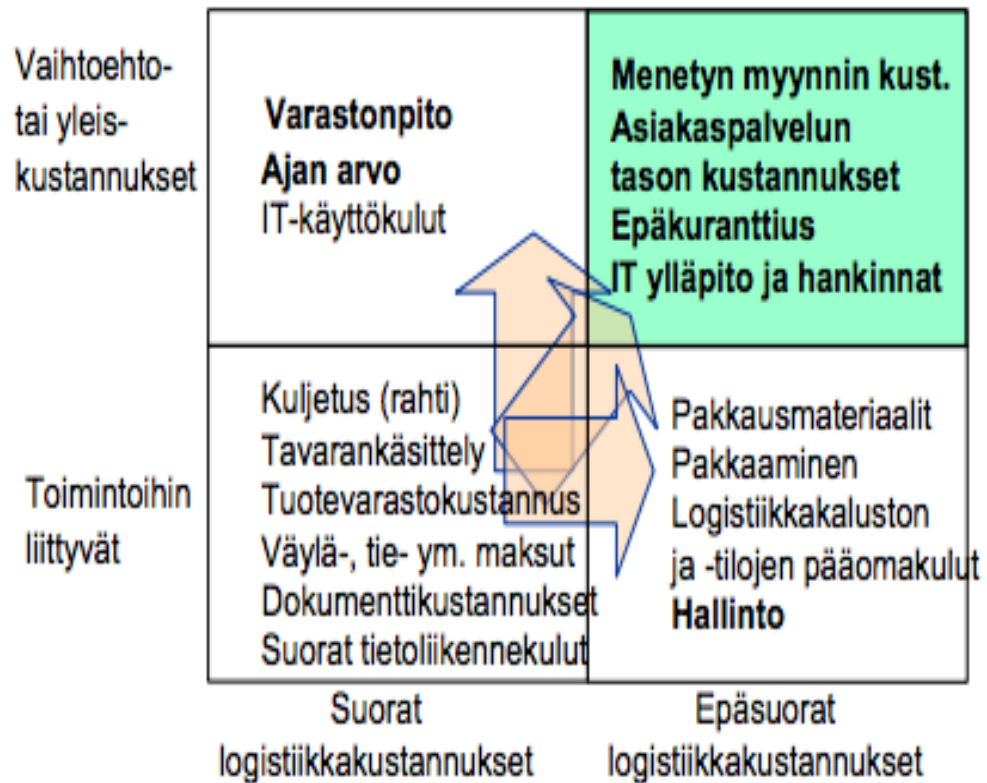 Vaihtoehto-
tai yleis-
kustannukset
Varastonpito
Ajan arvo
IT-käyttökulut
Menetyn myynnin kust.
Asiakaspalvelun
tason kustannukset
Epäkuranttius
IT ylläpito ja hankinnat
Toimintoihin
liittyvät
Kuljetus (rahti)
Tavarankäsittely
Tuotevarastokustannus
Väylä-, tie- ym. maksut
Dokumenttikustannukset
Suorat tietoliikennekulut
Pakkausmateriaalit
Pakkaaminen
Logistiikkakaluston
ja -tilojen pääomakulut
Hallinto
Suorat
logistiikkakustannukset
Epäsuorat
logistiikkakustannukset